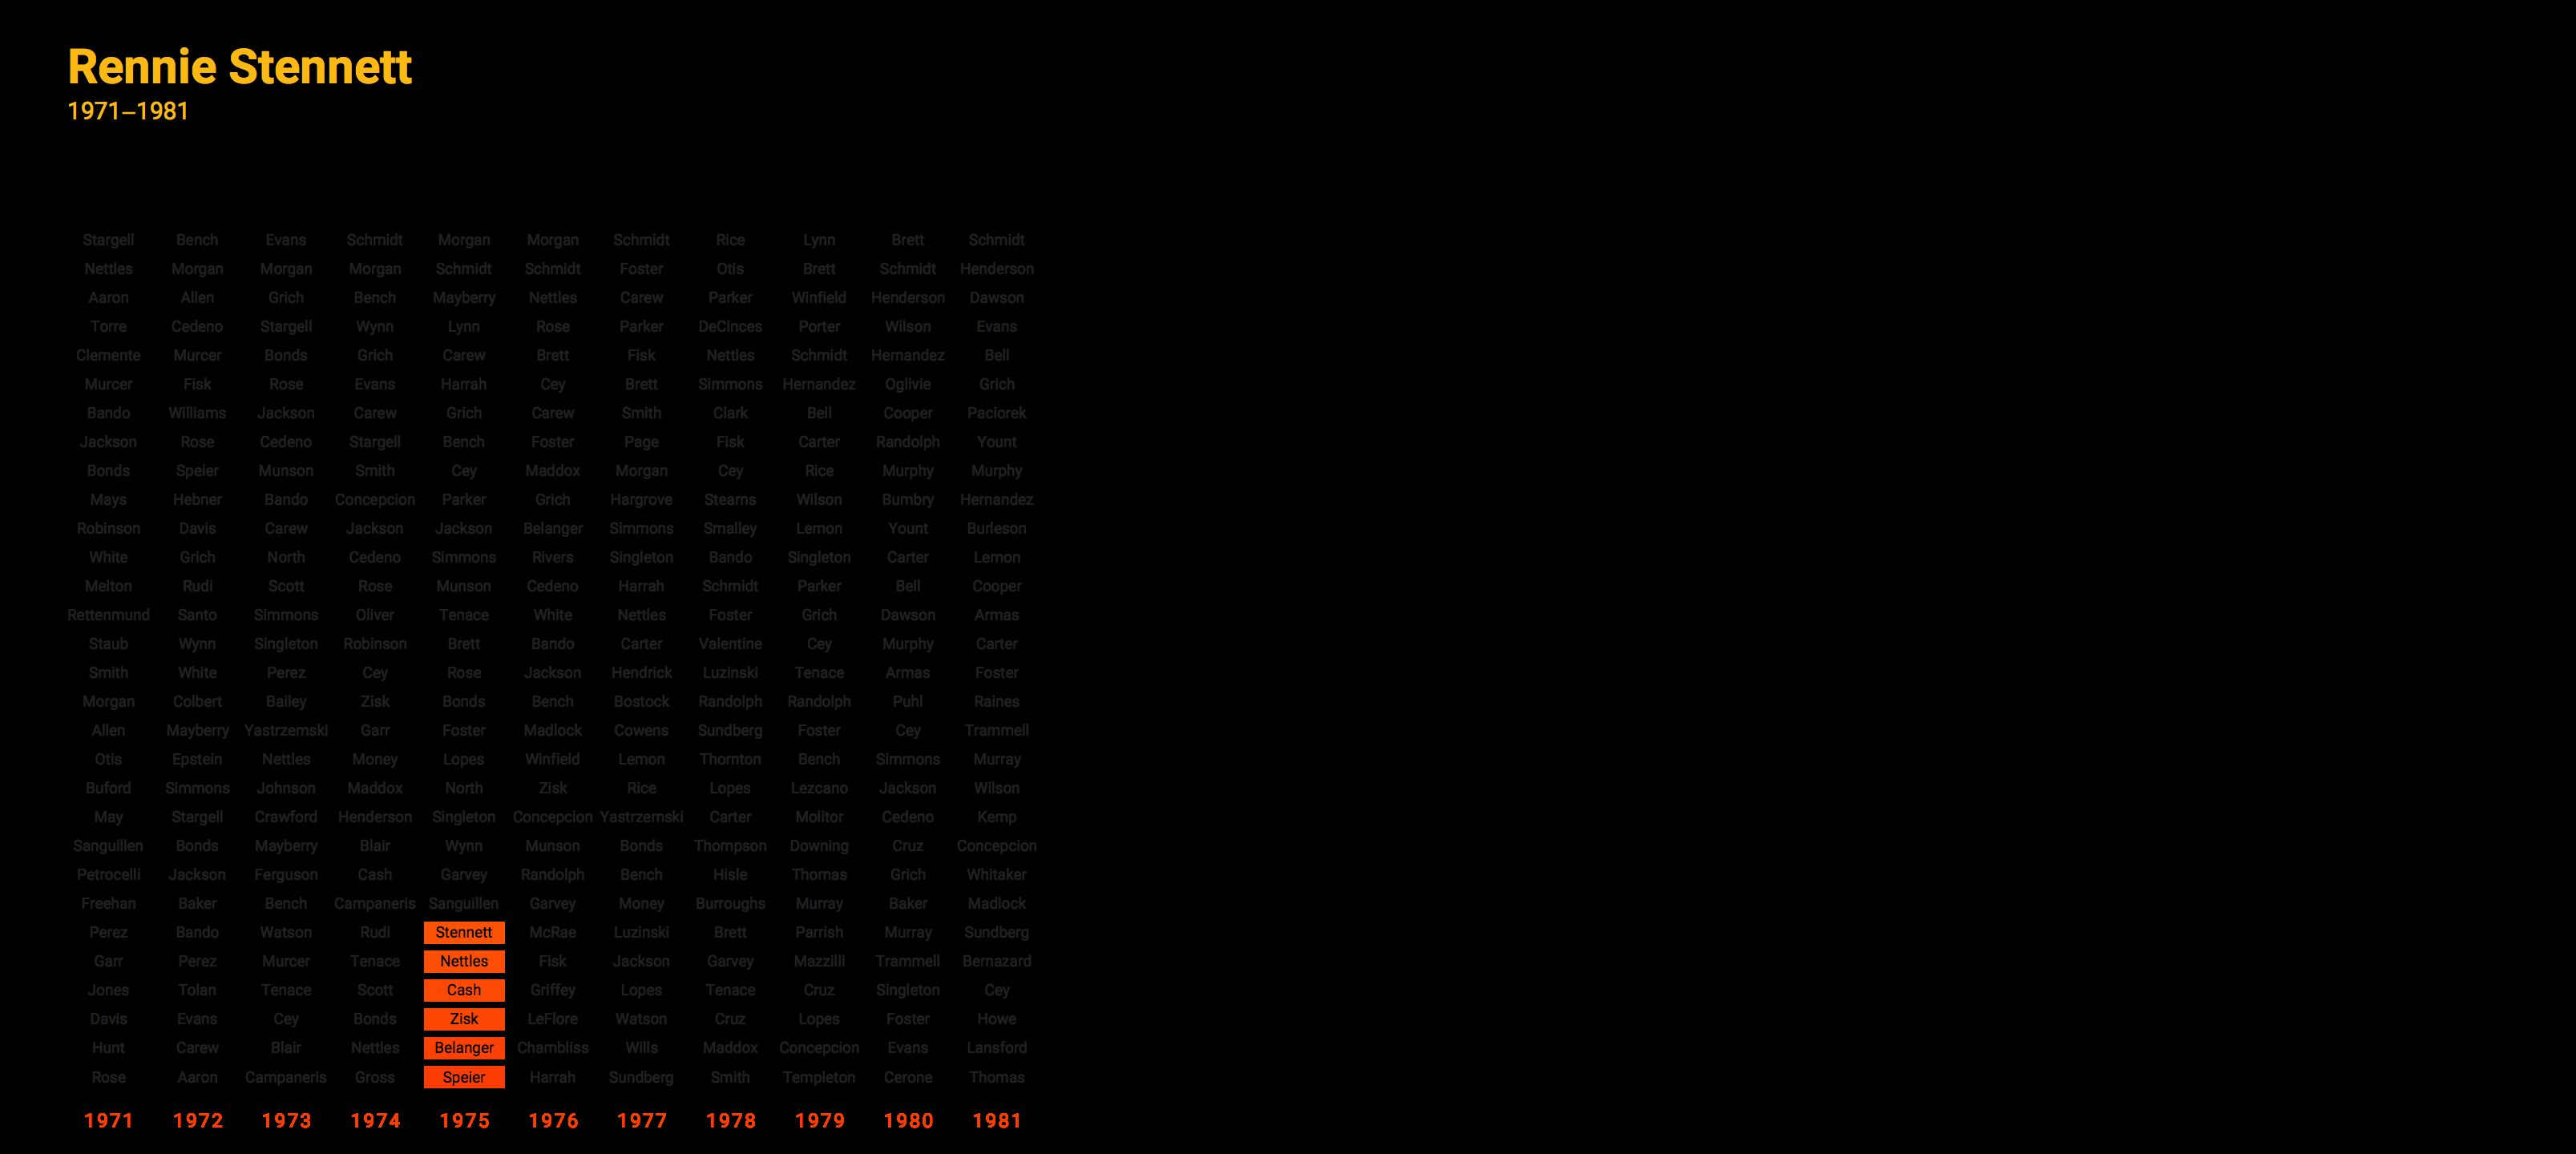 Rennie Stennett
1971–1981
Stargell Bench Evans Schmidt Morgan Morgan Schmidt Rice Lynn Brett Schmidt
Nettles Morgan Morgan Morgan Schmidt Schmidt Foster Otis Brett Schmidt Henderson
Aaron Allen Grich Bench Mayberry Nettles Carew Parker Winfield Henderson Dawson
Torre Cedeno Stargell Wynn Lynn Rose Parker DeCinces Porter Wilson Evans
Clemente Murcer Bonds Grich Carew Brett Fisk Nettles Schmidt Hernandez Bell
Murcer Fisk Rose Evans Harrah Cey Brett Simmons Hernandez Oglivie Grich
Bando Williams Jackson Carew Grich Carew Smith Clark Bell Cooper Paciorek
Jackson Rose Cedeno Stargell Bench Foster Page Fisk Carter Randolph Yount
Bonds Speier Munson Smith Cey Maddox Morgan Cey Rice Murphy Murphy
Mays Hebner Bando Concepcion Parker Grich Hargrove Stearns Wilson Bumbry Hernandez
Robinson Davis Carew Jackson Jackson Belanger Simmons Smalley Lemon Yount Burleson
White Grich North Cedeno Simmons Rivers Singleton Bando Singleton Carter Lemon
Melton Rudi Scott Rose Munson Cedeno Harrah Schmidt Parker Bell Cooper
Rettenmund Santo Simmons Oliver Tenace White Nettles Foster Grich Dawson Armas
Staub Wynn Singleton Robinson Brett Bando Carter Valentine Cey Murphy Carter
Smith White Perez Cey Rose Jackson Hendrick Luzinski Tenace Armas Foster
Morgan Colbert Bailey Zisk Bonds Bench Bostock Randolph Randolph Puhl Raines
Allen Mayberry Yastrzemski Garr Foster Madlock Cowens Sundberg Foster Cey Trammell
Otis Epstein Nettles Money Lopes Winfield Lemon Thornton Bench Simmons Murray
Buford Simmons Johnson Maddox North Zisk Rice Lopes Lezcano Jackson Wilson
May Stargell Crawford Henderson Singleton Concepcion Yastrzemski Carter Molitor Cedeno Kemp
Sanguillen Bonds Mayberry Blair Wynn Munson Bonds Thompson Downing Cruz Concepcion
Petrocelli Jackson Ferguson Cash Garvey Randolph Bench Hisle Thomas Grich Whitaker
Freehan Baker Bench Campaneris Sanguillen Garvey Money Burroughs Murray Baker Madlock
Perez Bando Watson Rudi Stennett McRae Luzinski Brett Parrish Murray Sundberg
Garr Perez Murcer Tenace Nettles Fisk Jackson Garvey Mazzilli Trammell Bernazard
Jones Tolan Tenace Scott Cash Griffey Lopes Tenace Cruz Singleton Cey
Davis Evans Cey Bonds Zisk LeFlore Watson Cruz Lopes Foster Howe
Hunt Carew Blair Nettles Belanger Chambliss Wills Maddox Concepcion Evans Lansford
Rose Aaron Campaneris Gross Speier Harrah Sundberg Smith Templeton Cerone Thomas
1971 1972 1973 1974 1975 1976 1977 1978 1979 1980 1981